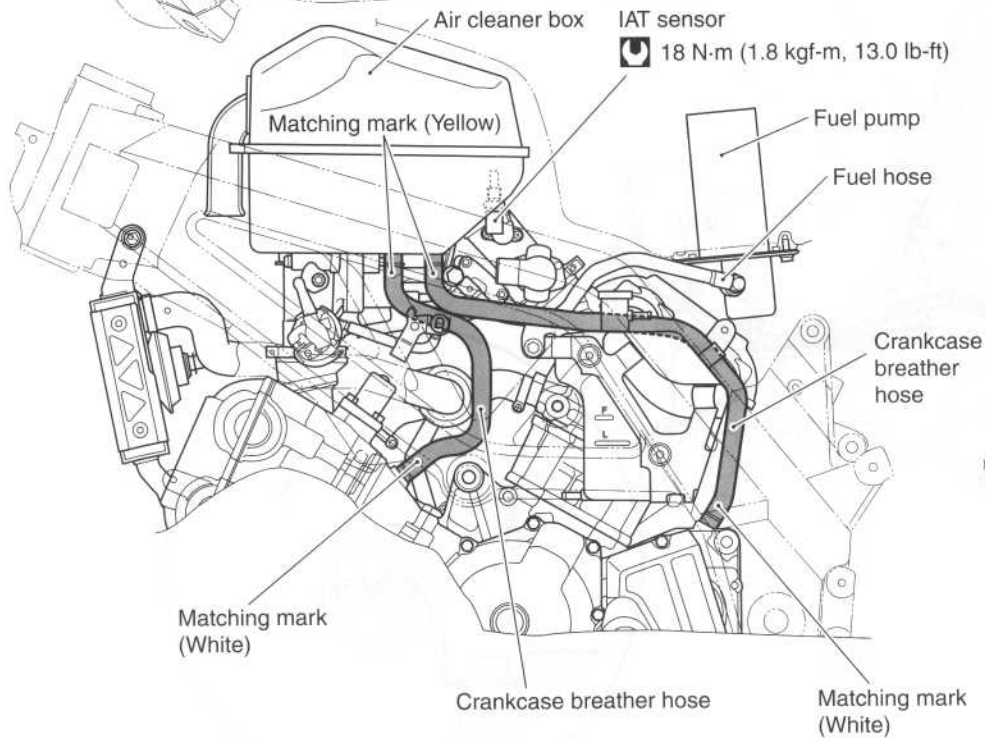 Air cleaner box
IAT sensor
18 N·m (1.8 kgf-m, 13.0 lb-ft)
Matching mark (Yellow)
Fuel pump
Fuel hose
Crankcase
breather
hose
F
L
Matching mark
(White)
Crankcase breather hose
Matching mark
(White)